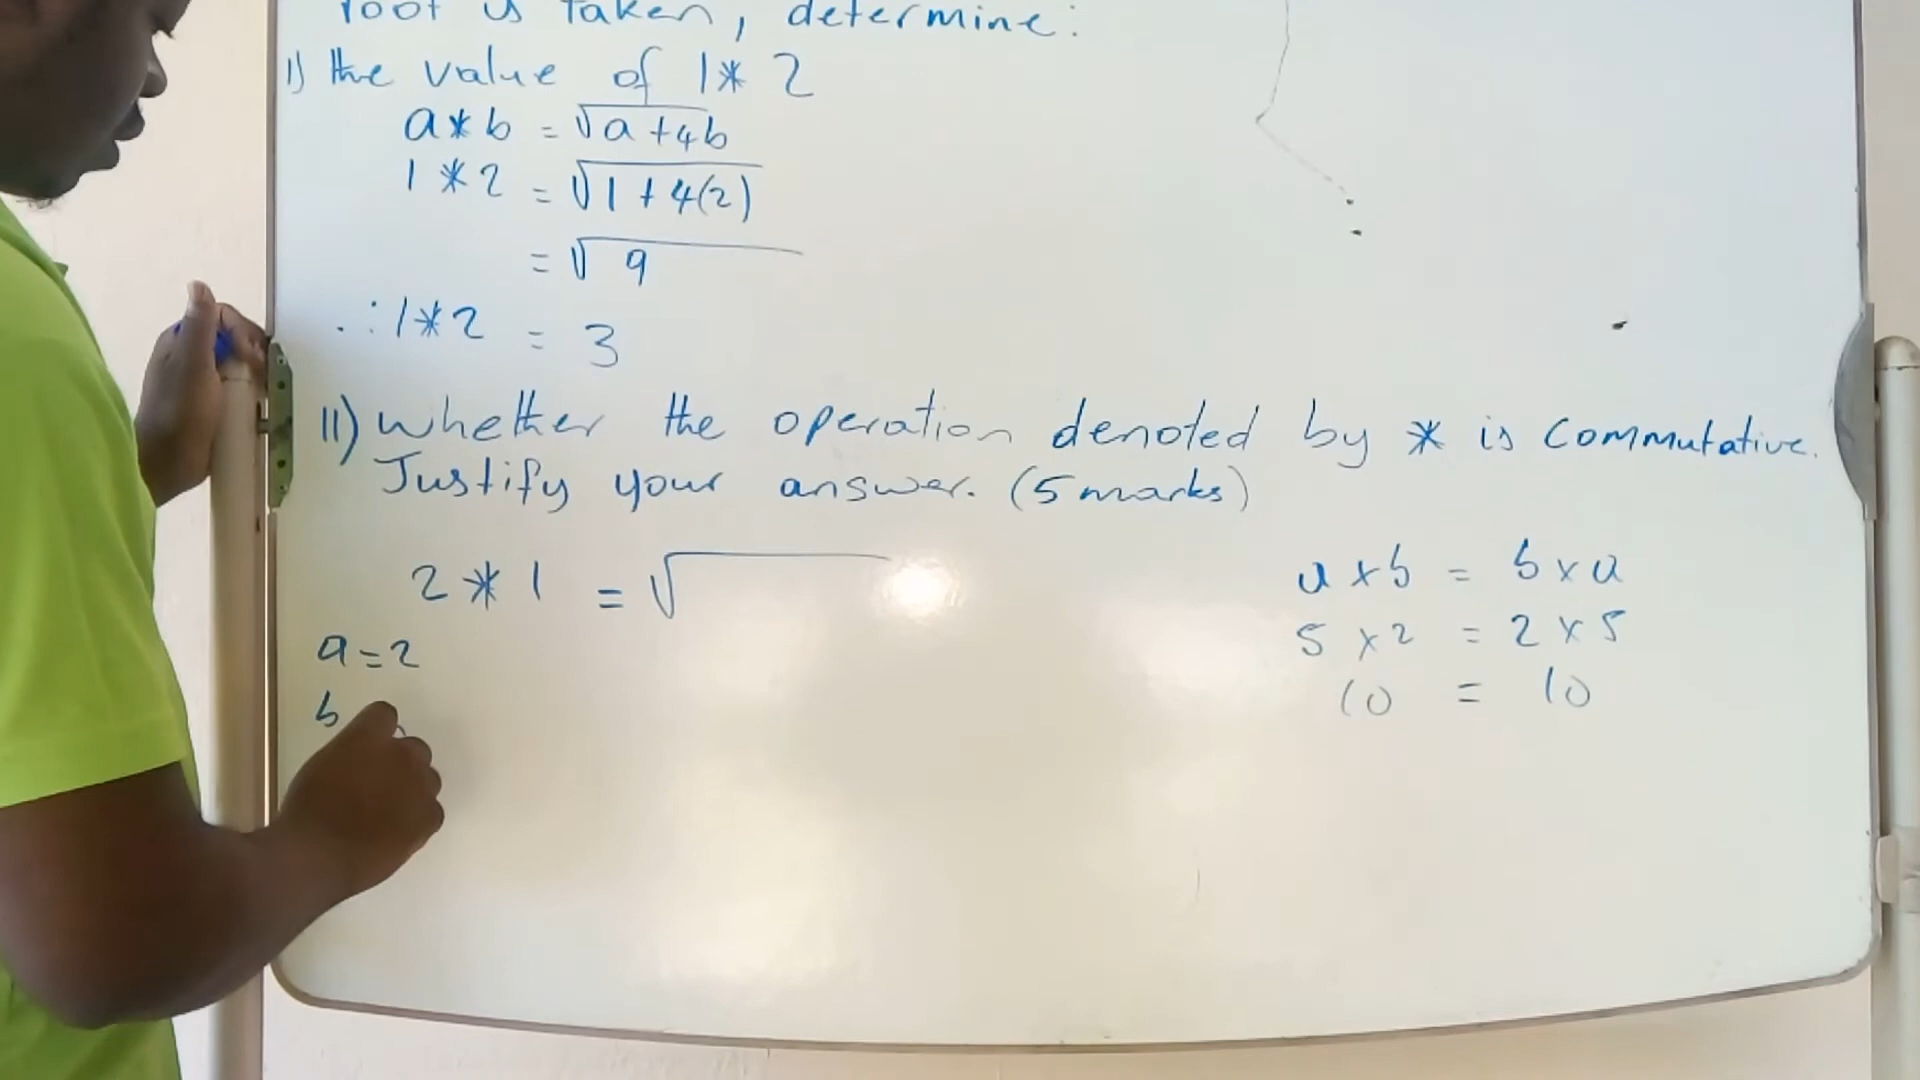 root is taken, determine:
1) the value of 1 * 2
a * b = √a + 4b
1 * 2 = √1 + 4(2)
= √9
∴ 1 * 2 = 3
11) whether the operation denoted by * is commutative.
Justify your answer. (5 marks)
2 * 1 = √
a = 2
b
a × b = b × a
5 × 2 = 2 × 5
10 = 10